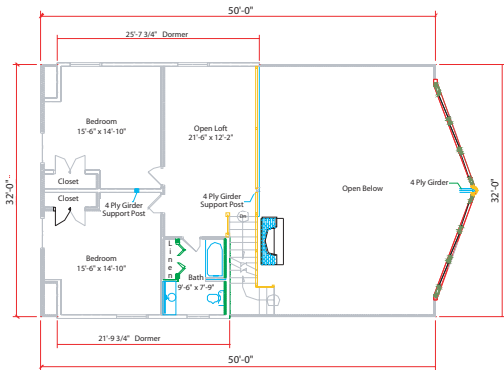 50'-0"
25'-7 3/4" Dormer
Bedroom
15'-6" x 14'-10"
Open Loft
21'-6" x 12'-2"
Closet
4 Ply Girder
Open Below
32'-0"
32'-0"
Closet
4 Ply Girder
Support Post
4 Ply Girder
Support Post
Bedroom
15'-6" x 14'-10"
Bath
9'-6" x 7'-9"
21'-9 3/4" Dormer
50'-0"